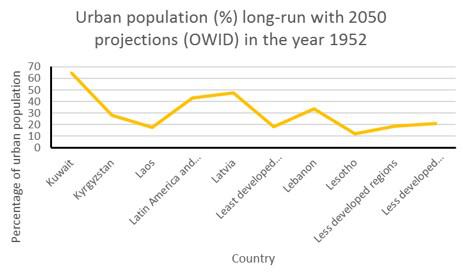 Urban population (%) long-run with 2050
projections (OWID) in the year 1952
Percentage of urban population
70
60
50
40
30
20
10
0
Kuwait
Kyrgyzstan
Laos
Latin America and...
Latvia
Least developed...
Lebanon
Lesotho
Less developed regions
Less developed...
Country